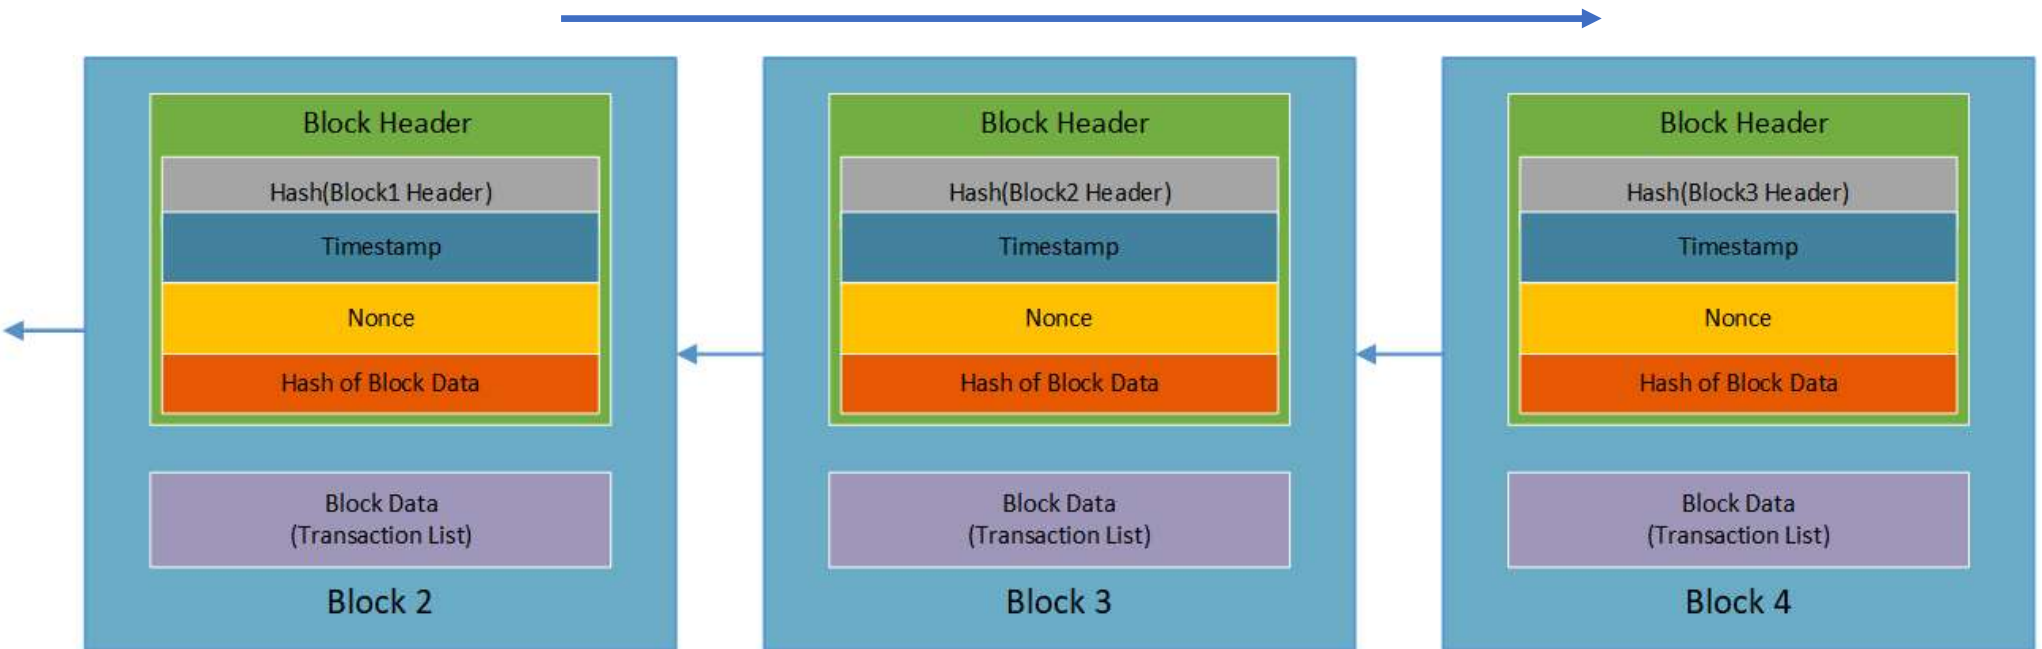 Block Header
Hash(Block1 Header)
Timestamp
Nonce
Hash of Block Data
Block Data
(Transaction List)
Block 2
Block Header
Hash(Block2 Header)
Timestamp
Nonce
Hash of Block Data
Block Data
(Transaction List)
Block 3
Block Header
Hash(Block3 Header)
Timestamp
Nonce
Hash of Block Data
Block Data
(Transaction List)
Block 4